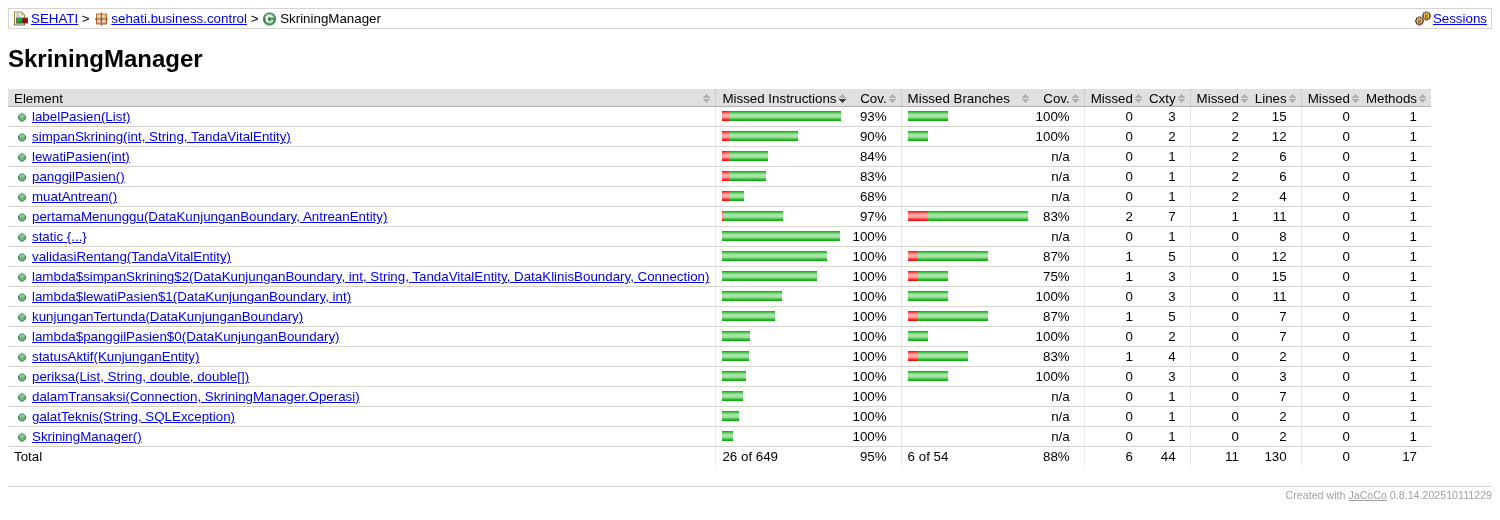 SEHATI > sehati.business.control > SkriningManager Sessions
SkriningManager
Element Missed Instructions Cov. Missed Branches Cov. Missed Cxty Missed Lines Missed Methods
labelPasien(List) 93% 100% 0 3 2 15 0 1
simpanSkrining(int, String, TandaVitalEntity) 90% 100% 0 2 2 12 0 1
lewatiPasien(int) 84% n/a 0 1 2 6 0 1
panggilPasien() 83% n/a 0 1 2 6 0 1
muatAntrean() 68% n/a 0 1 2 4 0 1
pertamaMenunggu(DataKunjunganBoundary, AntreanEntity) 97% 83% 2 7 1 11 0 1
static {...} 100% n/a 0 1 0 8 0 1
validasiRentang(TandaVitalEntity) 100% 87% 1 5 0 12 0 1
lambda$simpanSkrining$2(DataKunjunganBoundary, int, String, TandaVitalEntity, DataKlinisBoundary, Connection) 100% 75% 1 3 0 15 0 1
lambda$lewatiPasien$1(DataKunjunganBoundary, int) 100% 100% 0 3 0 11 0 1
kunjunganTertunda(DataKunjunganBoundary) 100% 87% 1 5 0 7 0 1
lambda$panggilPasien$0(DataKunjunganBoundary) 100% 100% 0 2 0 7 0 1
statusAktif(KunjunganEntity) 100% 83% 1 4 0 2 0 1
periksa(List, String, double, double[]) 100% 100% 0 3 0 3 0 1
dalamTransaksi(Connection, SkriningManager.Operasi) 100% n/a 0 1 0 7 0 1
galatTeknis(String, SQLException) 100% n/a 0 1 0 2 0 1
SkriningManager() 100% n/a 0 1 0 2 0 1
Total 26 of 649 95% 6 of 54 88% 6 44 11 130 0 17
Created with JaCoCo 0.8.14.202510111229